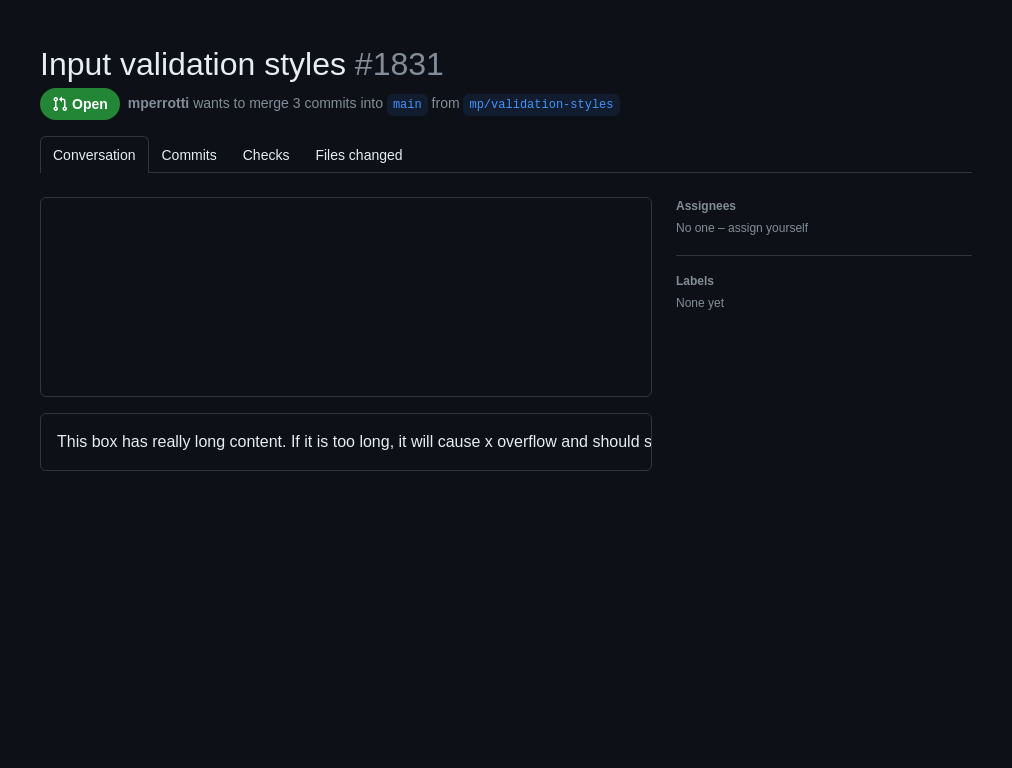 Input validation styles #1831
Open mperrotti wants to merge 3 commits into main from mp/validation-styles
Conversation Commits Checks Files changed
Assignees
No one – assign yourself
Labels
None yet
This box has really long content. If it is too long, it will cause x overflow and should s